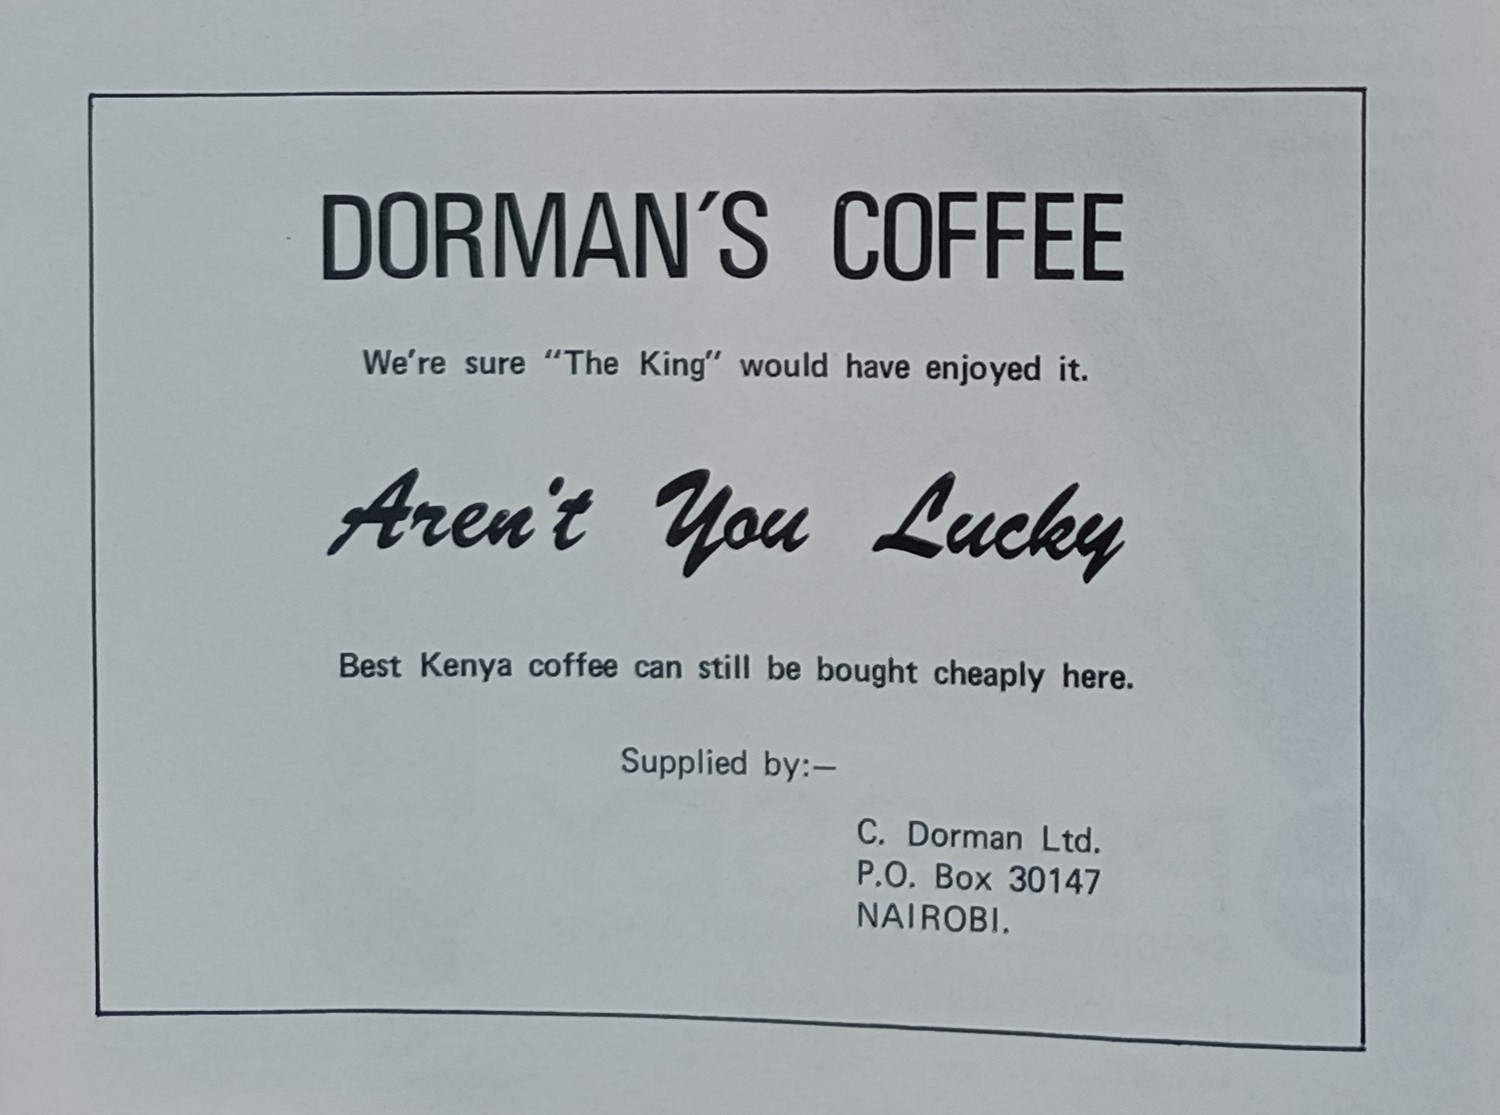 DORMAN'S COFFEE
We're sure "The King" would have enjoyed it.
Aren't You Lucky
Best Kenya coffee can still be bought cheaply here.
Supplied by:—
C. Dorman Ltd.
P.O. Box 30147
NAIROBI.